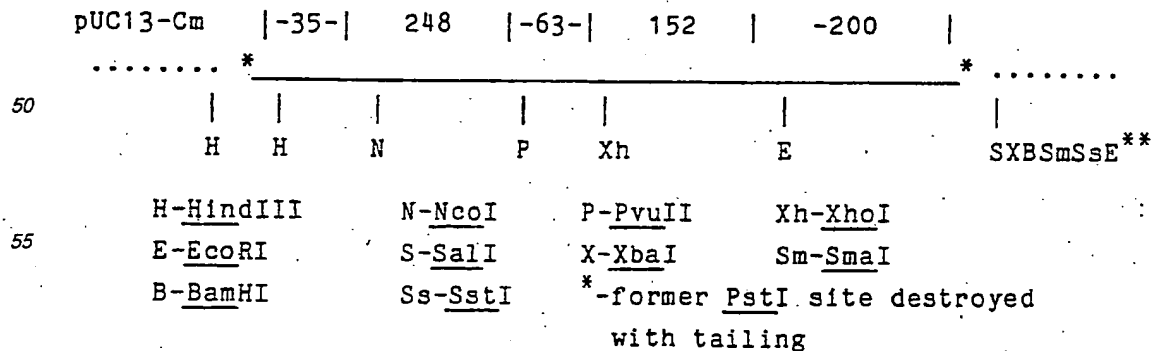 pUC13-Cm |-35-| 248 |-63-| 152 | -200 |
........ * * ........
50 | | | | | | |
H H N P Xh E SXBSmSsE**
H-HindIII N-NcoI P-PvuII Xh-XhoI
55 E-EcoRI S-SalI X-XbaI Sm-SmaI
B-BamHI Ss-SstI *-former PstI site destroyed
with tailing